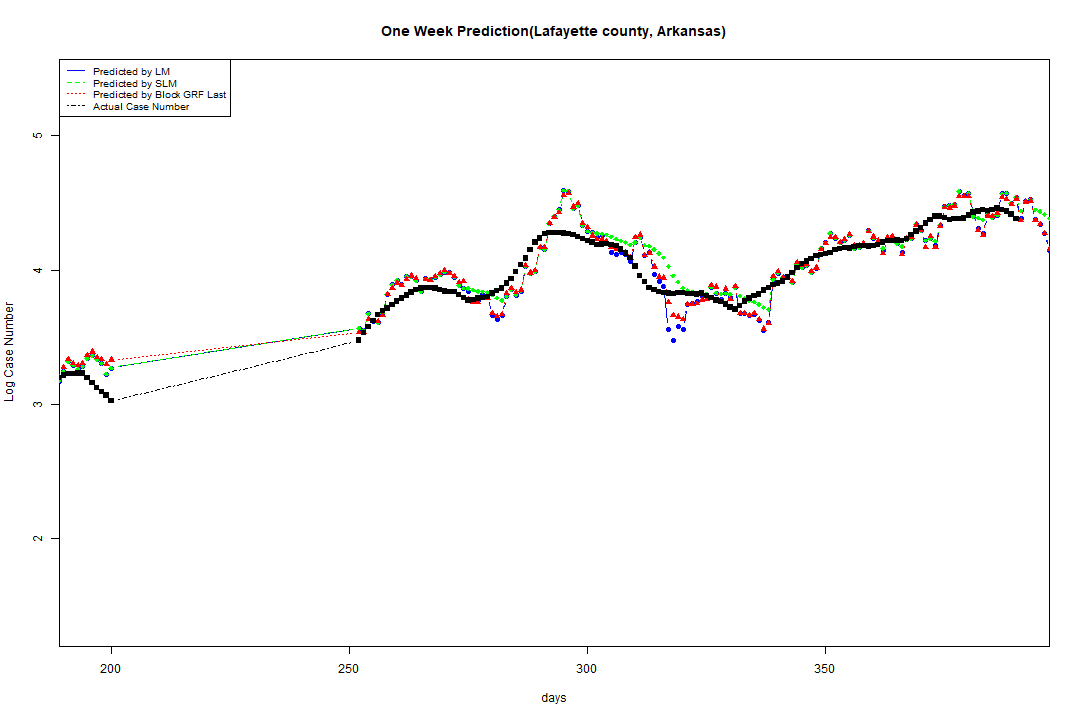 One Week Prediction(Lafayette county, Arkansas)
Predicted by LM
Predicted by SLM
Predicted by Block GRF Last
Actual Case Number
5
4
3
2
Log Case Number
200
250
300
350
days